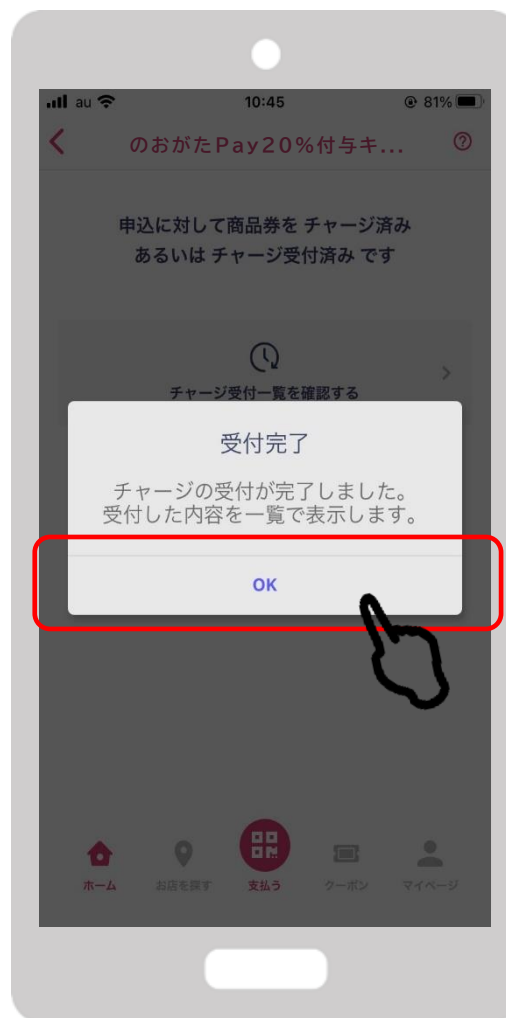 au 10:45 81%
のおがたPay20%付与キ...
申込に対して商品券を チャージ済み
あるいは チャージ受付済み です
チャージ受付一覧を確認する
受付完了
チャージの受付が完了しました。
受付した内容を一覧で表示します。
OK
ホーム お店を探す 支払う クーポン マイページ